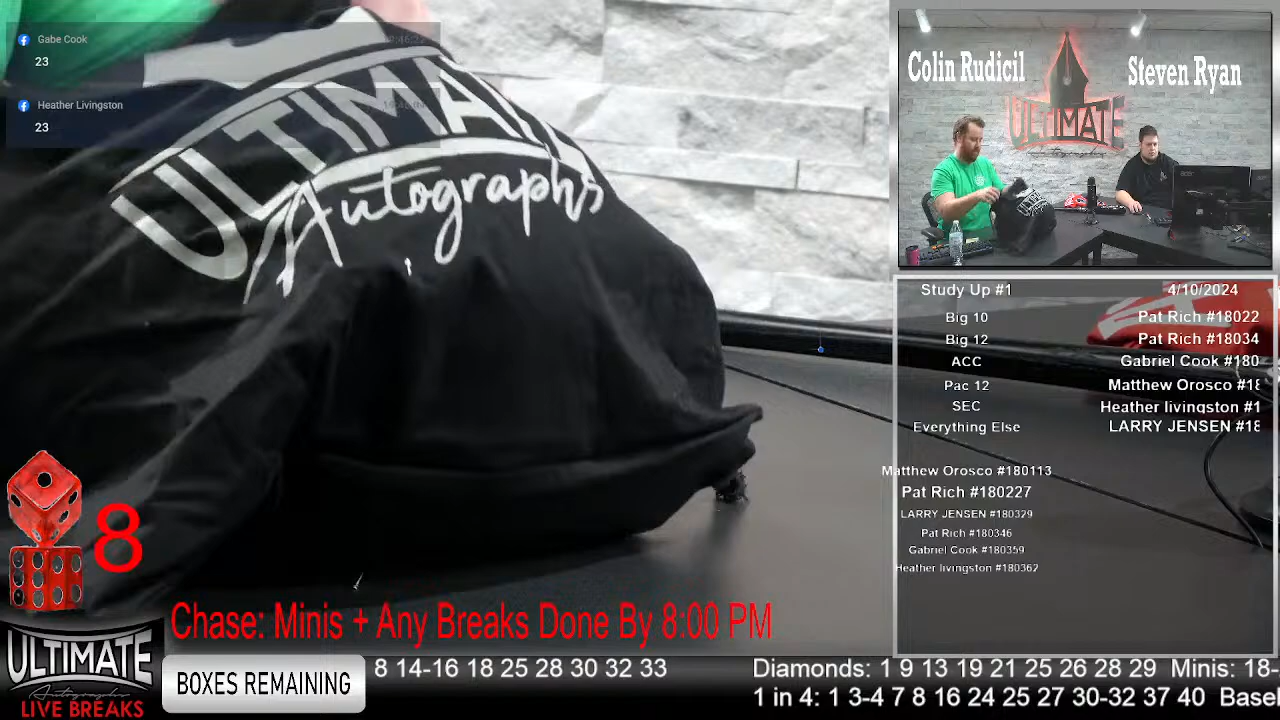 Gabe Cook
23
Heather Livingston
23
ULTIMA
Autographs
Colin Rudicil
Steven Ryan
ULTIMATE
Study Up #1 4/10/2024
Big 10 Pat Rich #18022
Big 12 Pat Rich #18034
ACC Gabriel Cook #180
Pac 12 Matthew Orosco #18
SEC Heather livingston #1
Everything Else LARRY JENSEN #18
Matthew Orosco #180113
Pat Rich #180227
LARRY JENSEN #180329
Pat Rich #180346
Gabriel Cook #180359
Heather livingston #180362
8
Chase: Minis + Any Breaks Done By 8:00 PM
ULTIMATE
Autographs
LIVE BREAKS
BOXES REMAINING
8 14-16 18 25 28 30 32 33
Diamonds: 1 9 13 19 21 25 26 28 29 Minis: 18-
1 in 4: 1 3-4 7 8 16 24 25 27 30-32 37 40 Basel